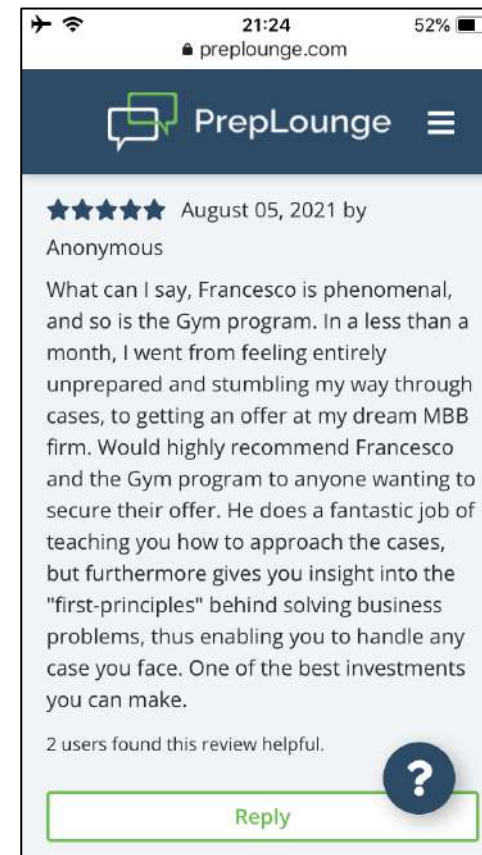 21:24
52%
preplounge.com
PrepLounge
August 05, 2021 by
Anonymous
What can I say, Francesco is phenomenal,
and so is the Gym program. In a less than a
month, I went from feeling entirely
unprepared and stumbling my way through
cases, to getting an offer at my dream MBB
firm. Would highly recommend Francesco
and the Gym program to anyone wanting to
secure their offer. He does a fantastic job of
teaching you how to approach the cases,
but furthermore gives you insight into the
"first-principles" behind solving business
problems, thus enabling you to handle any
case you face. One of the best investments
you can make.
2 users found this review helpful.
?
Reply